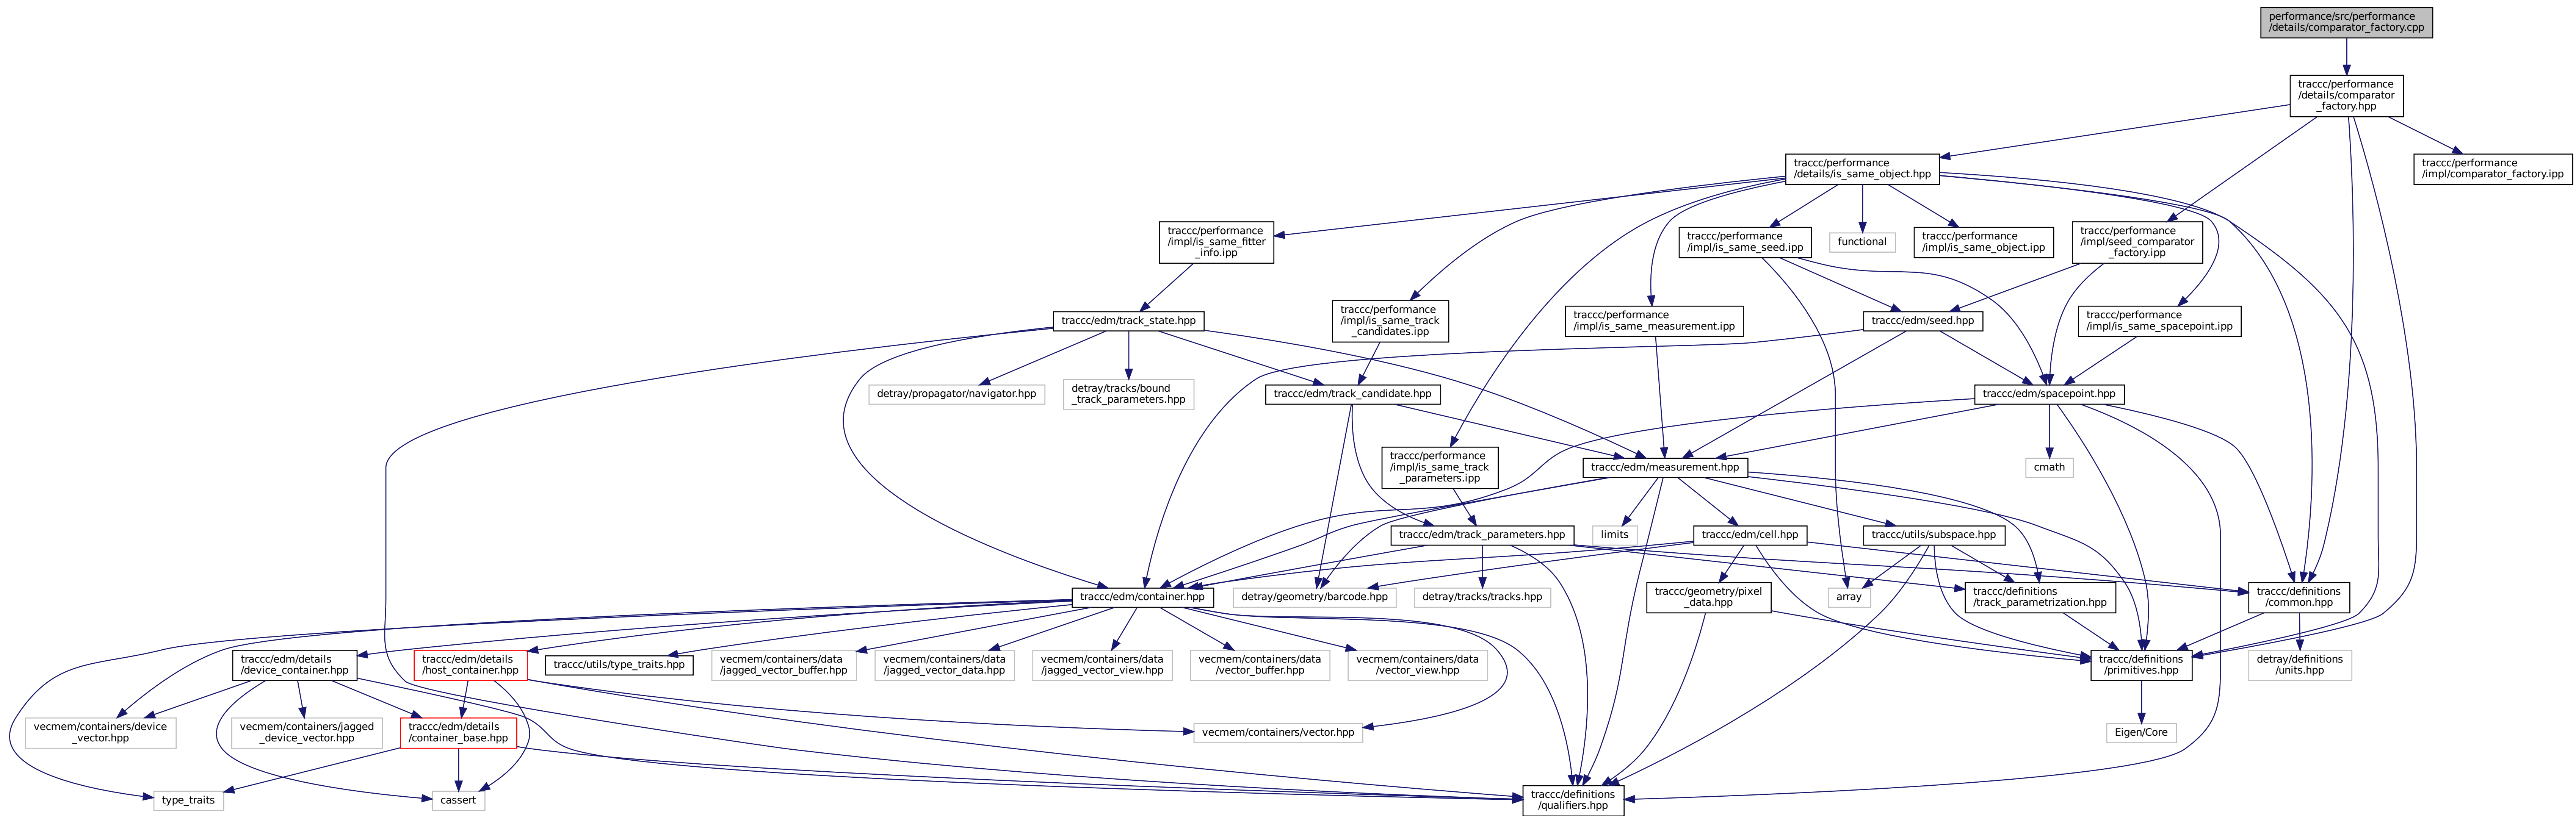 performance/src/performance
/details/comparator_factory.cpp
traccc/performance
/details/comparator
_factory.hpp
traccc/performance
/details/is_same_object.hpp
traccc/performance
/impl/comparator_factory.ipp
traccc/performance
/impl/is_same_fitter
_info.ipp
traccc/performance
/impl/is_same_seed.ipp
functional
traccc/performance
/impl/is_same_object.ipp
traccc/performance
/impl/seed_comparator
_factory.ipp
traccc/edm/track_state.hpp
traccc/performance
/impl/is_same_track
_candidates.ipp
traccc/performance
/impl/is_same_measurement.ipp
traccc/edm/seed.hpp
traccc/performance
/impl/is_same_spacepoint.ipp
detray/propagator/navigator.hpp
detray/tracks/bound
_track_parameters.hpp
traccc/edm/track_candidate.hpp
traccc/edm/spacepoint.hpp
traccc/performance
/impl/is_same_track
_parameters.ipp
traccc/edm/measurement.hpp
cmath
traccc/edm/track_parameters.hpp
limits
traccc/edm/cell.hpp
traccc/utils/subspace.hpp
traccc/edm/container.hpp
detray/geometry/barcode.hpp
detray/tracks/tracks.hpp
traccc/geometry/pixel
_data.hpp
array
traccc/definitions
/track_parametrization.hpp
traccc/definitions
/common.hpp
traccc/edm/details
/device_container.hpp
traccc/edm/details
/host_container.hpp
traccc/utils/type_traits.hpp
vecmem/containers/data
/jagged_vector_buffer.hpp
vecmem/containers/data
/jagged_vector_data.hpp
vecmem/containers/data
/jagged_vector_view.hpp
vecmem/containers/data
/vector_buffer.hpp
vecmem/containers/data
/vector_view.hpp
traccc/definitions
/primitives.hpp
detray/definitions
/units.hpp
vecmem/containers/device
_vector.hpp
vecmem/containers/jagged
_device_vector.hpp
traccc/edm/details
/container_base.hpp
vecmem/containers/vector.hpp
Eigen/Core
type_traits
cassert
traccc/definitions
/qualifiers.hpp